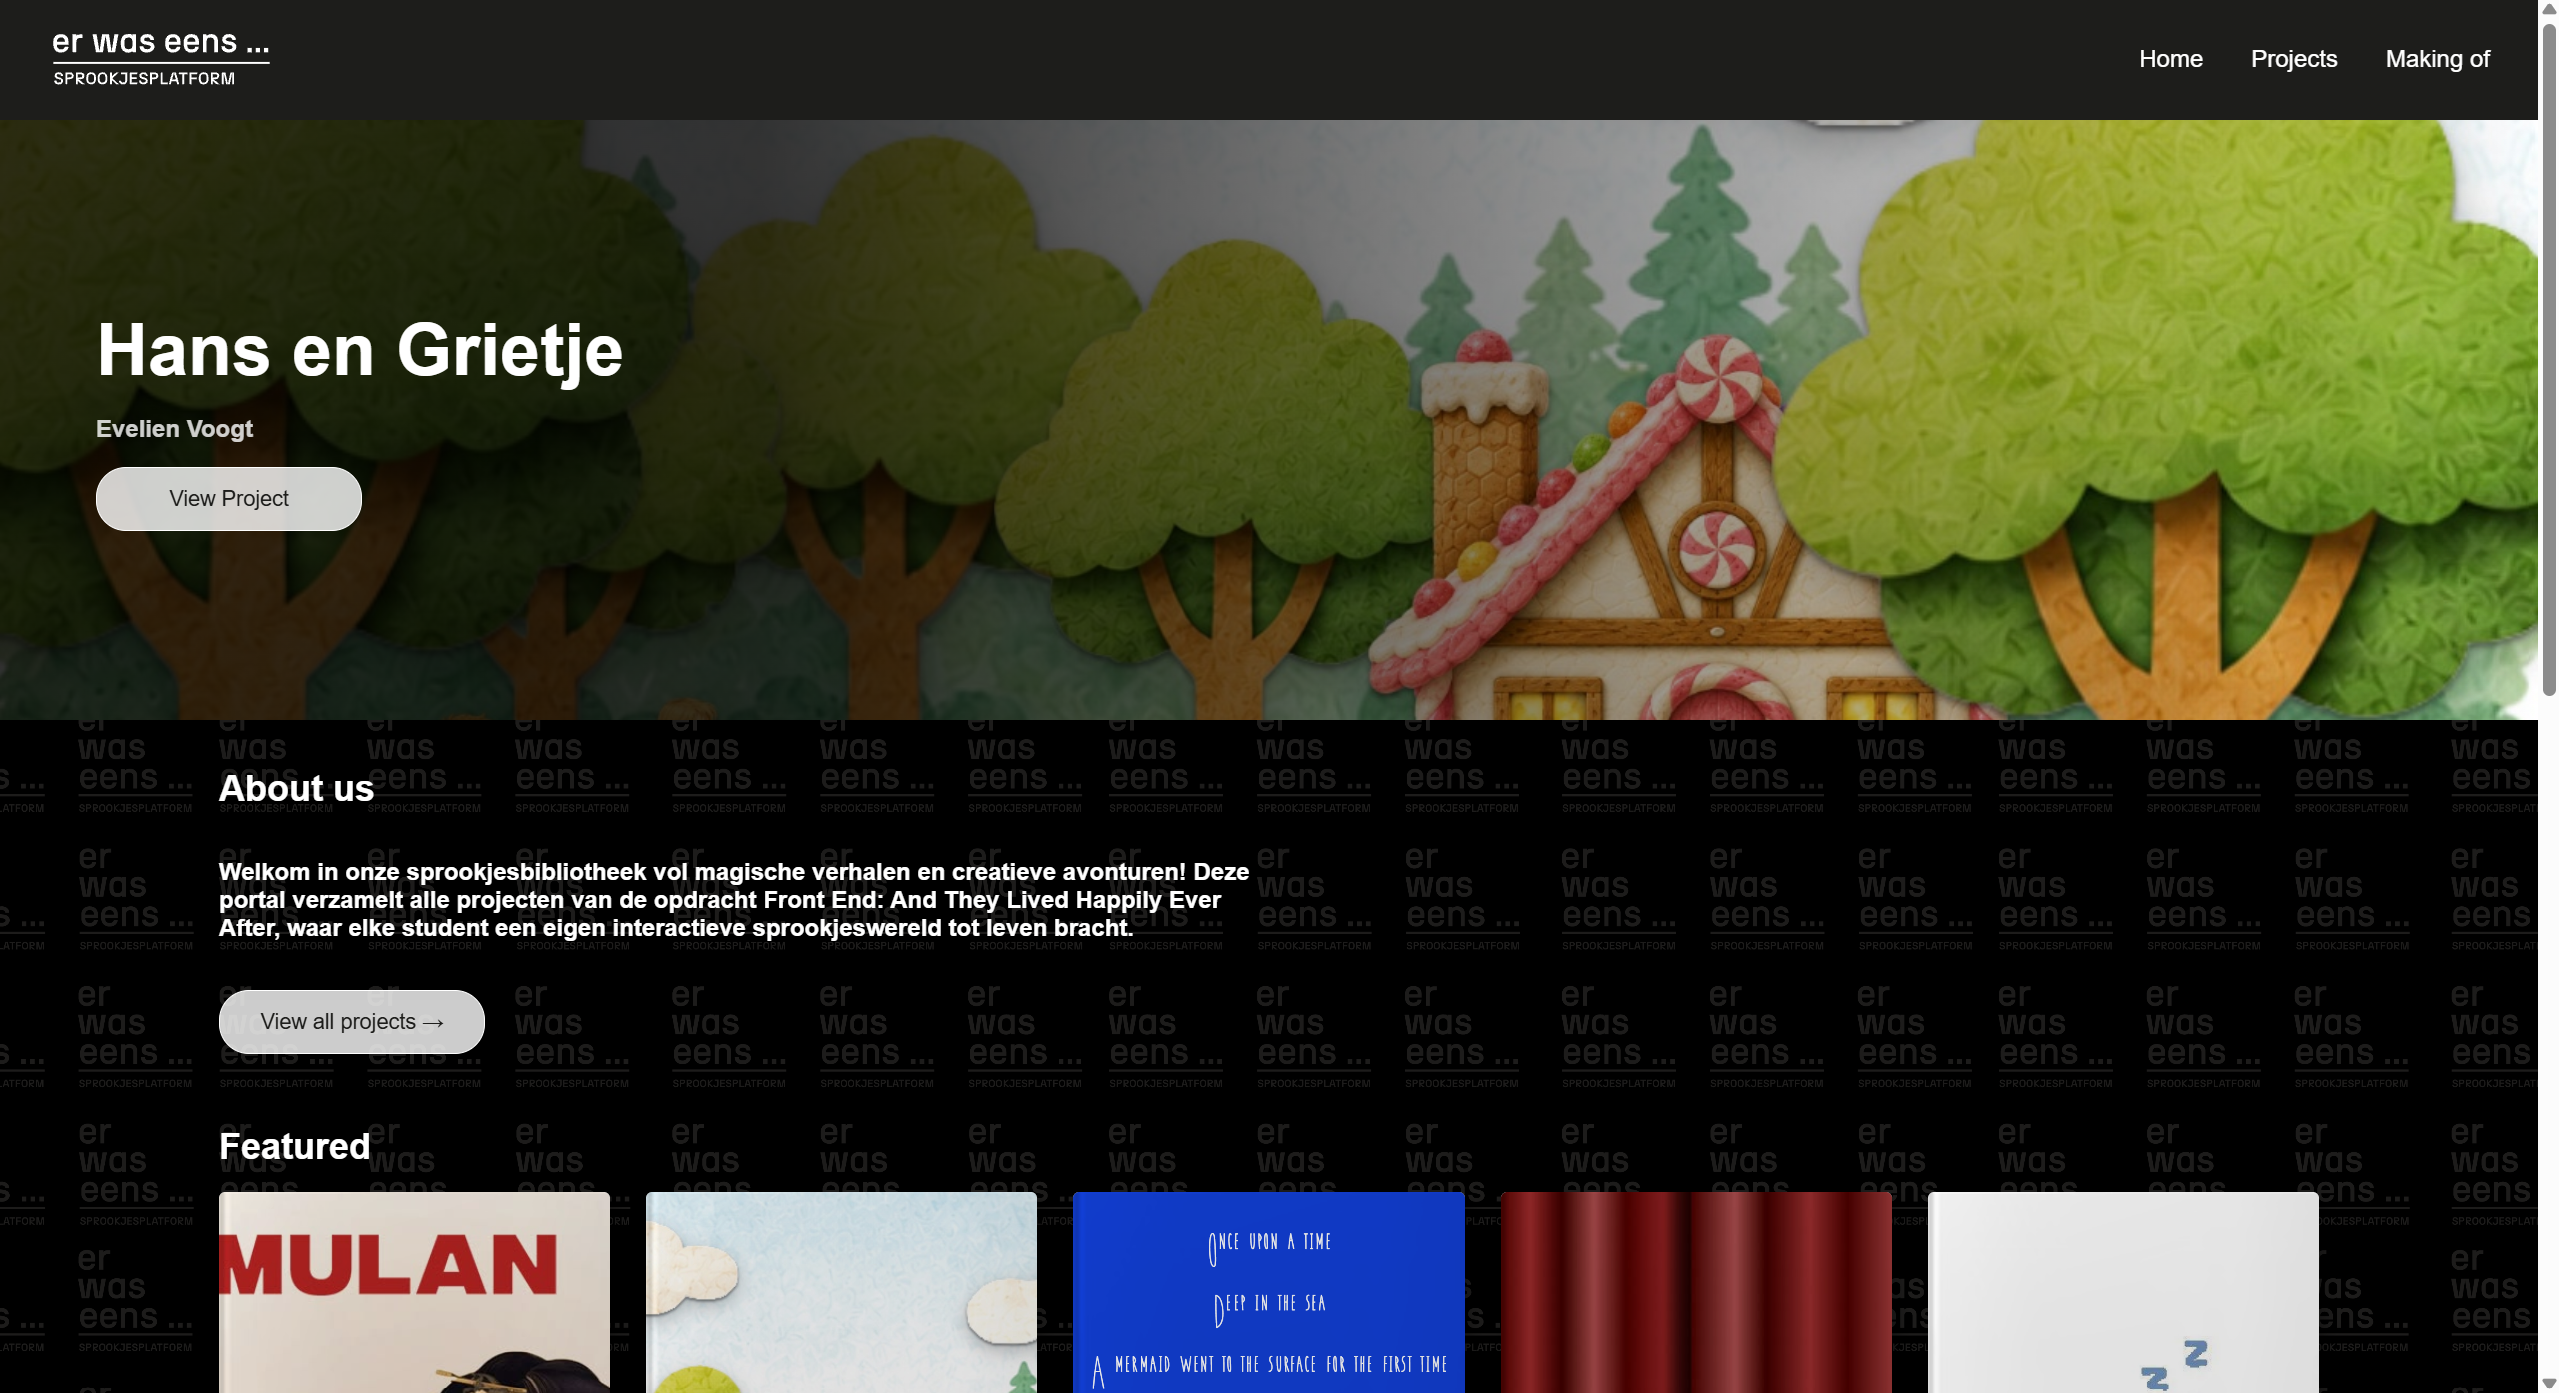 er was eens ...
SPROOKJESPLATFORM
Home Projects Making of
Hans en Grietje
Evelien Voogt
View Project
About us
Welkom in onze sprookjesbibliotheek vol magische verhalen en creatieve avonturen! Deze
portal verzamelt alle projecten van de opdracht Front End: And They Lived Happily Ever
After, waar elke student een eigen interactieve sprookjeswereld tot leven bracht.
View all projects →
Featured
MULAN
Once upon a time
Deep in the sea
A mermaid went to the surface for the first time
z
z